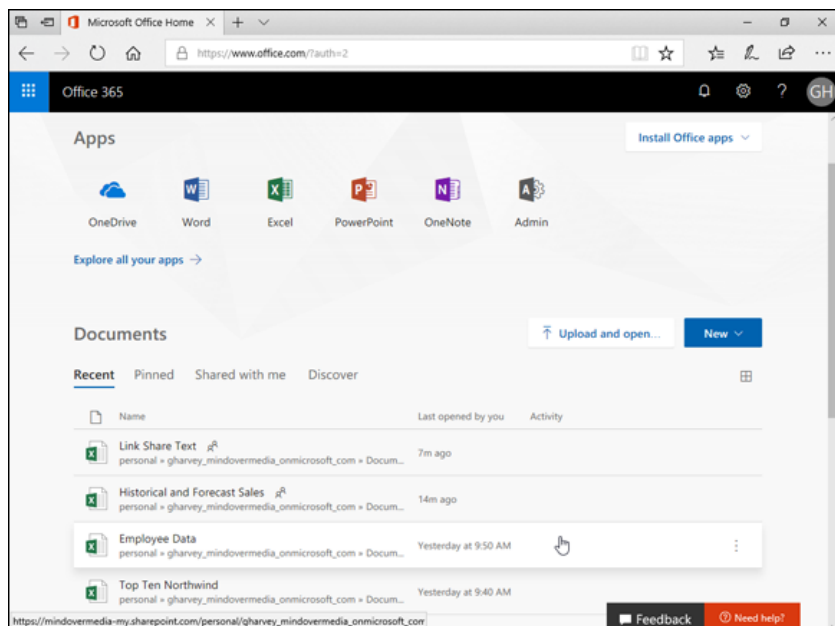 Microsoft Office Home
https://www.office.com/?auth=2
Office 365
GH
Apps
Install Office apps
OneDrive Word Excel PowerPoint OneNote Admin
Explore all your apps →
Documents
Upload and open...
New
Recent Pinned Shared with me Discover
Name Last opened by you Activity
Link Share Text
personal » gharvey_mindovermedia_onmicrosoft_com » Docum...
7m ago
Historical and Forecast Sales
personal » gharvey_mindovermedia_onmicrosoft_com » Docum...
14m ago
Employee Data
personal » gharvey_mindovermedia_onmicrosoft_com » Docum...
Yesterday at 9:50 AM
Top Ten Northwind
personal » gharvey_mindovermedia_onmicrosoft_com » Docum...
Yesterday at 9:40 AM
https://mindovermedia-my.sharepoint.com/personal/gharvey_mindovermedia_onmicrosoft_com
Feedback
Need help?